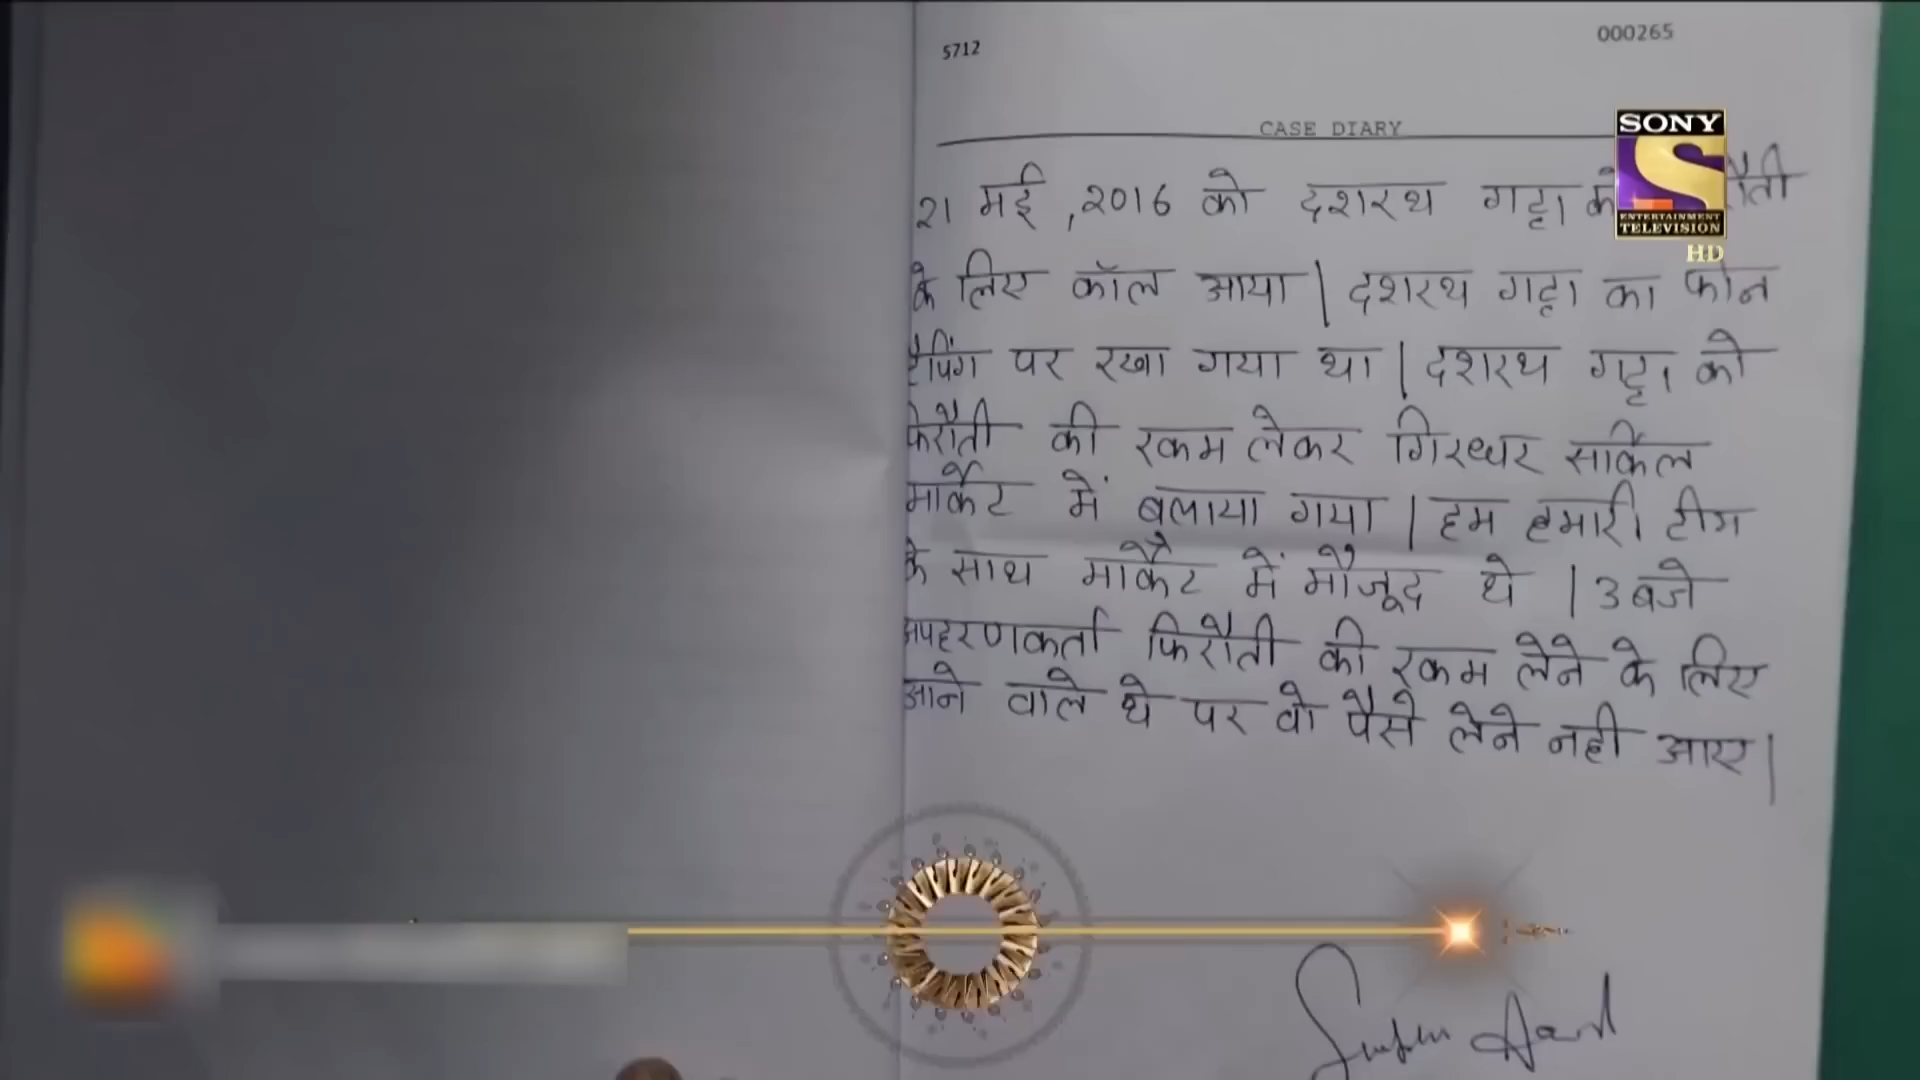 5712
000265
CASE DIARY
SONY
ENTERTAINMENT
TELEVISION
HD
21 मई ,2016 को दशरथ गट्टा को
के लिए कॉल आया | दशरथ गट्टा का फोन
टैपिंग पर रखा गया था | दशरथ गट्टा को
फिरौती की रकम लेकर गिरधर सर्किल
मार्केट में बुलाया गया | हम हमारी टीम
के साथ मार्केट में मौजूद थे | 3 बजे
अपहरणकर्ता फिरौती की रकम लेने के लिए
आने वाले थे पर वो पैसे लेने नही आए |